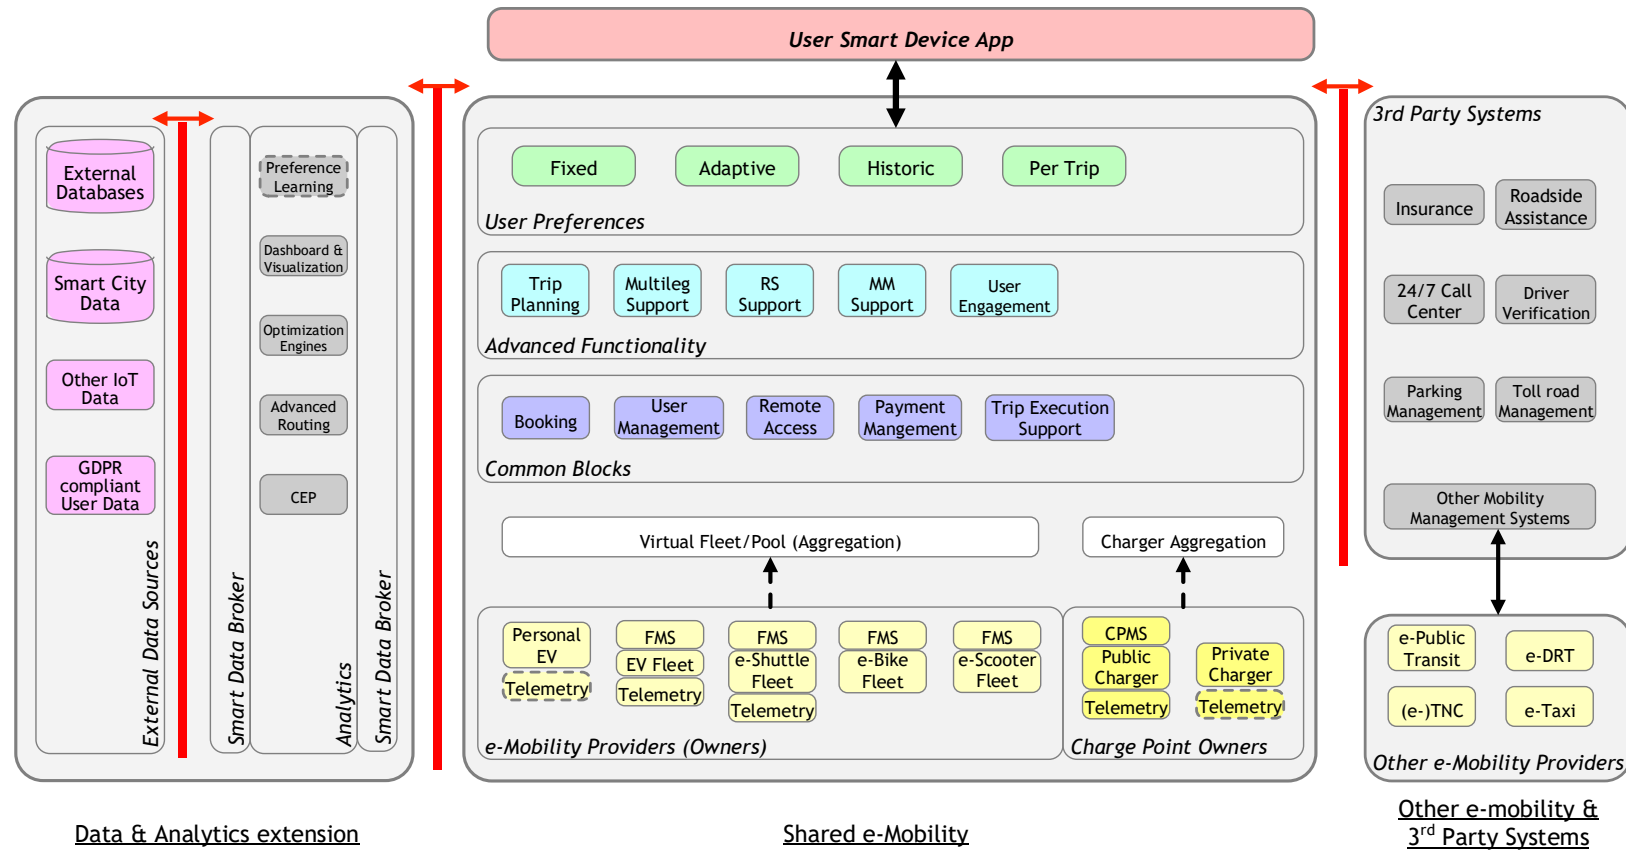 User Smart Device App
External
Databases
Smart City
Data
Other IoT
Data
GDPR
compliant
User Data
External Data Sources
Smart Data Broker
Preference
Learning
Dashboard &
Visualization
Optimization
Engines
Advanced
Routing
CEP
Analytics
Smart Data Broker
Fixed
Adaptive
Historic
Per Trip
User Preferences
Trip
Planning
Multileg
Support
RS
Support
MM
Support
User
Engagement
Advanced Functionality
Booking
User
Management
Remote
Access
Payment
Mangement
Trip Execution
Support
Common Blocks
Virtual Fleet/Pool (Aggregation)
Charger Aggregation
Personal
EV
Telemetry
FMS
EV Fleet
Telemetry
FMS
e-Shuttle
Fleet
Telemetry
FMS
e-Bike
Fleet
FMS
e-Scooter
Fleet
e-Mobility Providers (Owners)
CPMS
Public
Charger
Telemetry
Private
Charger
Telemetry
Charge Point Owners
3rd Party Systems
Insurance
Roadside
Assistance
24/7 Call
Center
Driver
Verification
Parking
Management
Toll road
Management
Other Mobility
Management Systems
e-Public
Transit
e-DRT
(e-)TNC
e-Taxi
Other e-Mobility Providers
Data & Analytics extension
Shared e-Mobility
Other e-mobility &
3rd Party Systems